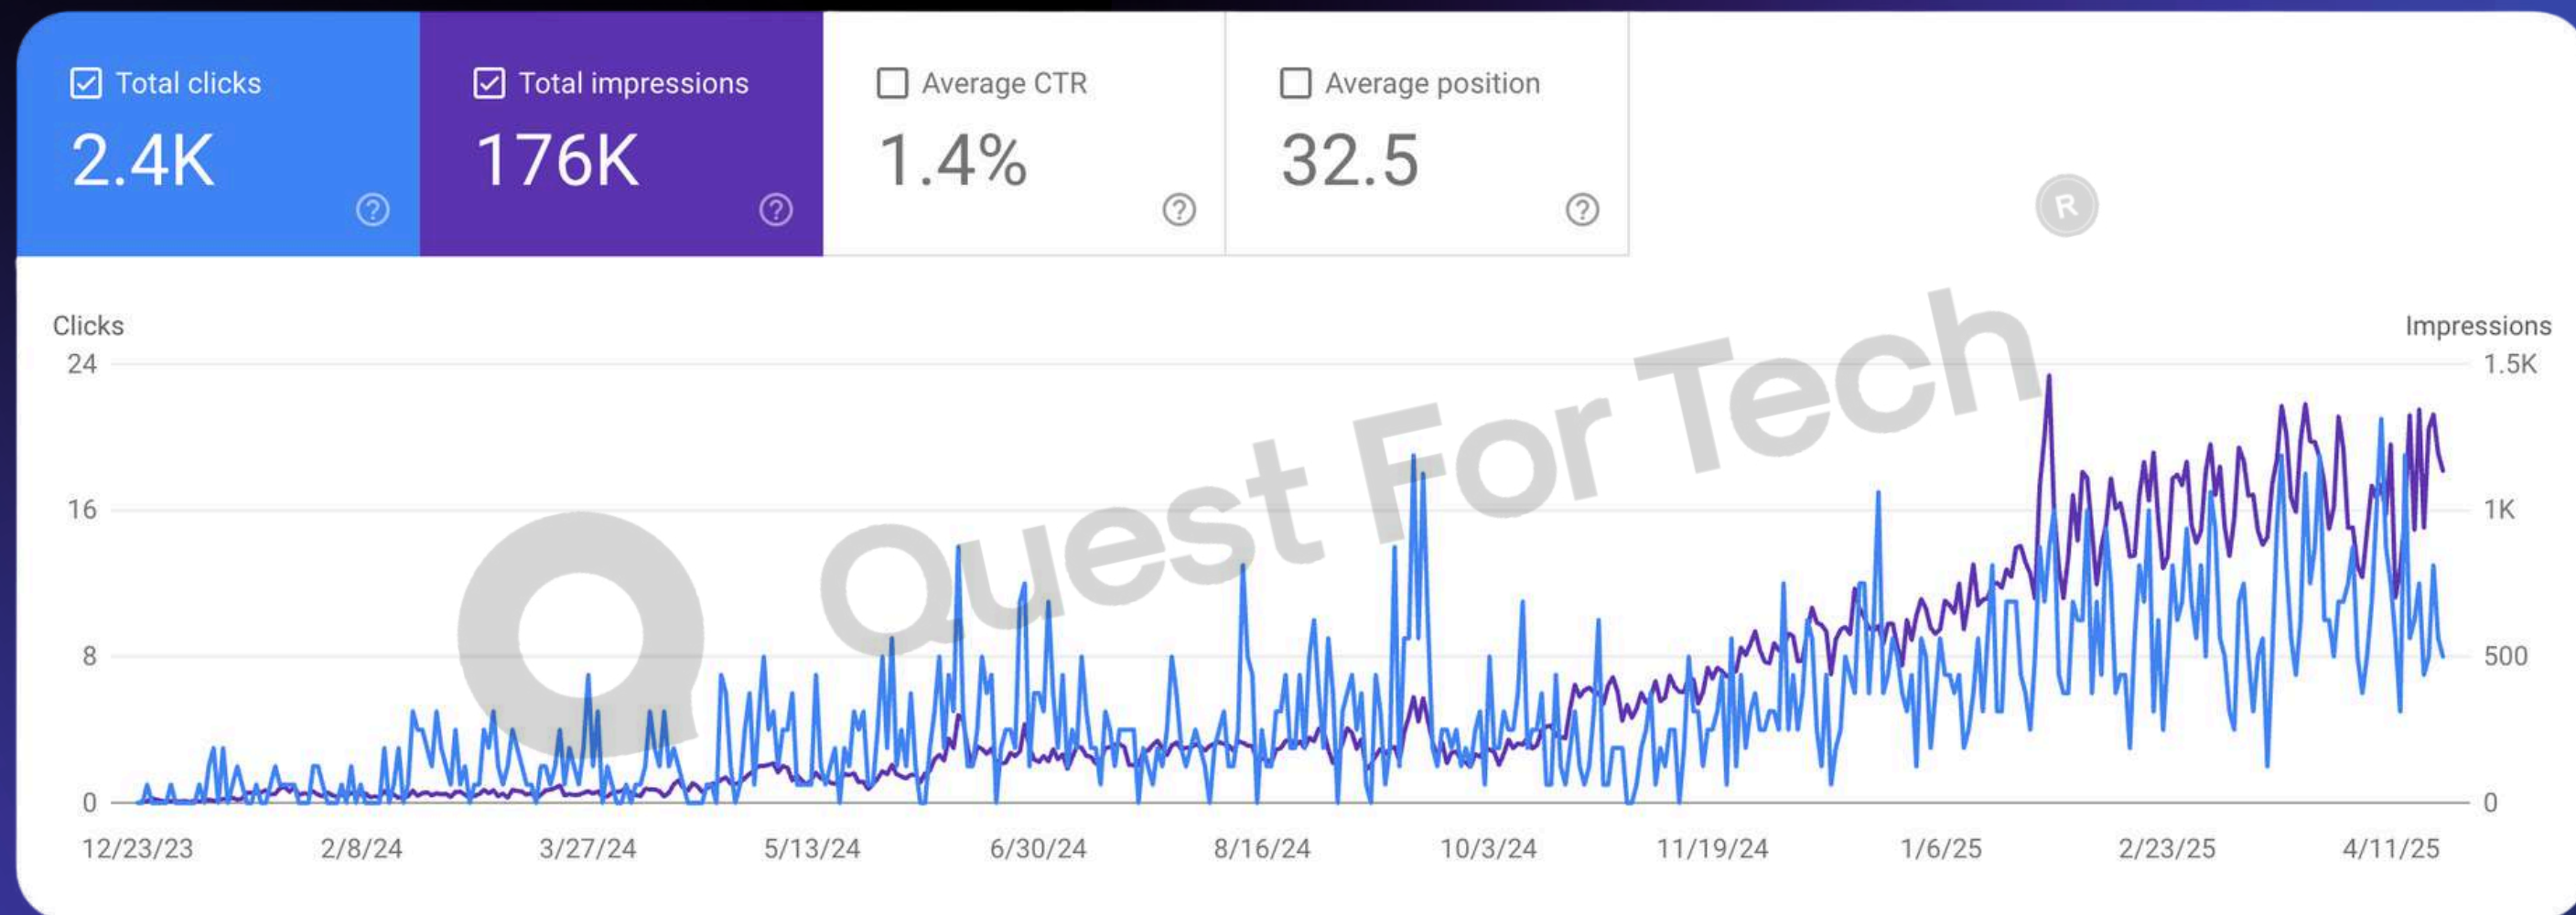 Total clicks
2.4K
Total impressions
176K
Average CTR
1.4%
Average position
32.5
R
Clicks
Impressions
24
1.5K
16
1K
8
500
0
0
Quest For Tech
12/23/23 2/8/24 3/27/24 5/13/24 6/30/24 8/16/24 10/3/24 11/19/24 1/6/25 2/23/25 4/11/25